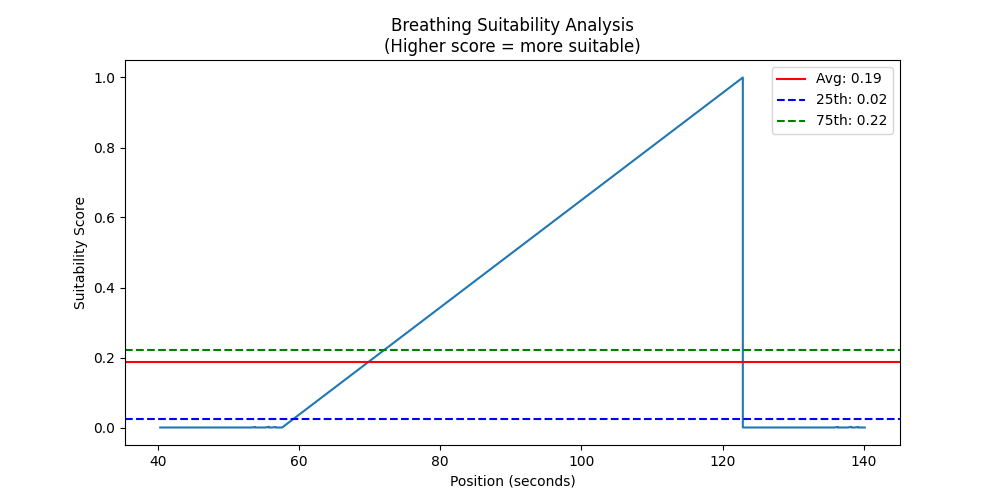 Breathing Suitability Analysis
(Higher score = more suitable)
Avg: 0.19
25th: 0.02
75th: 0.22
Suitability Score
1.0
0.8
0.6
0.4
0.2
0.0
40 60 80 100 120 140
Position (seconds)